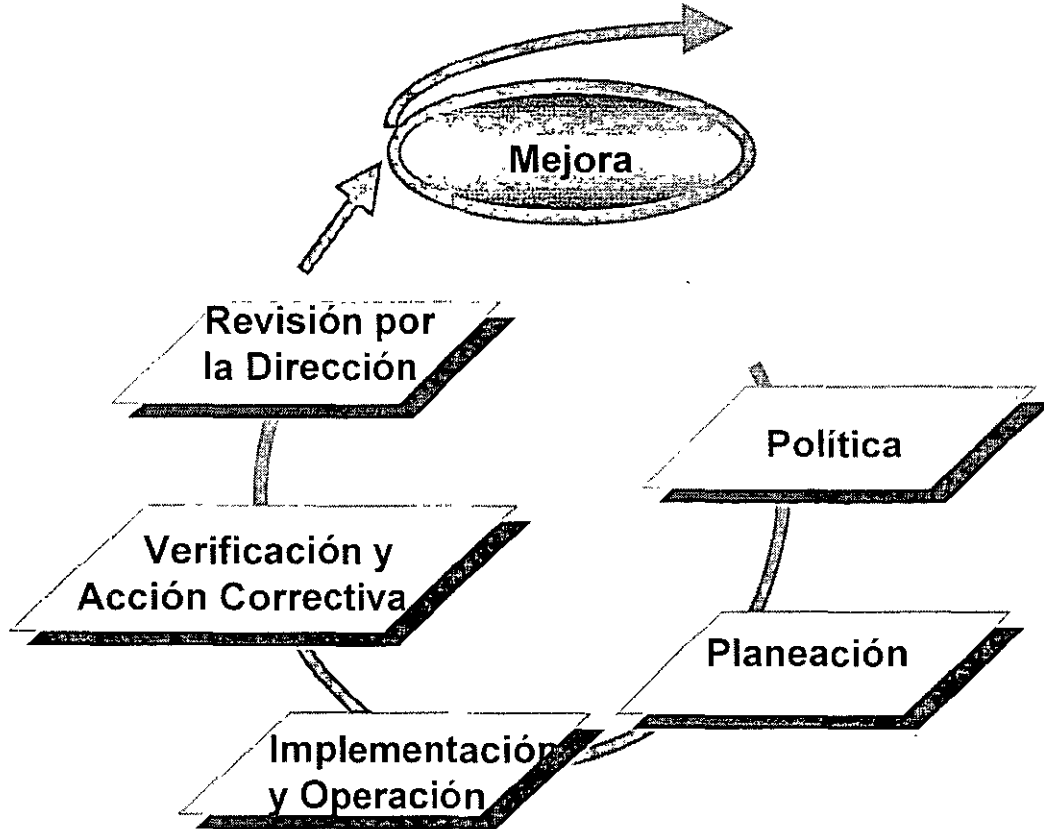 Mejora
Revisión por
la Dirección
Política
Verificación y
Acción Correctiva
Planeación
Implementación
y Operación